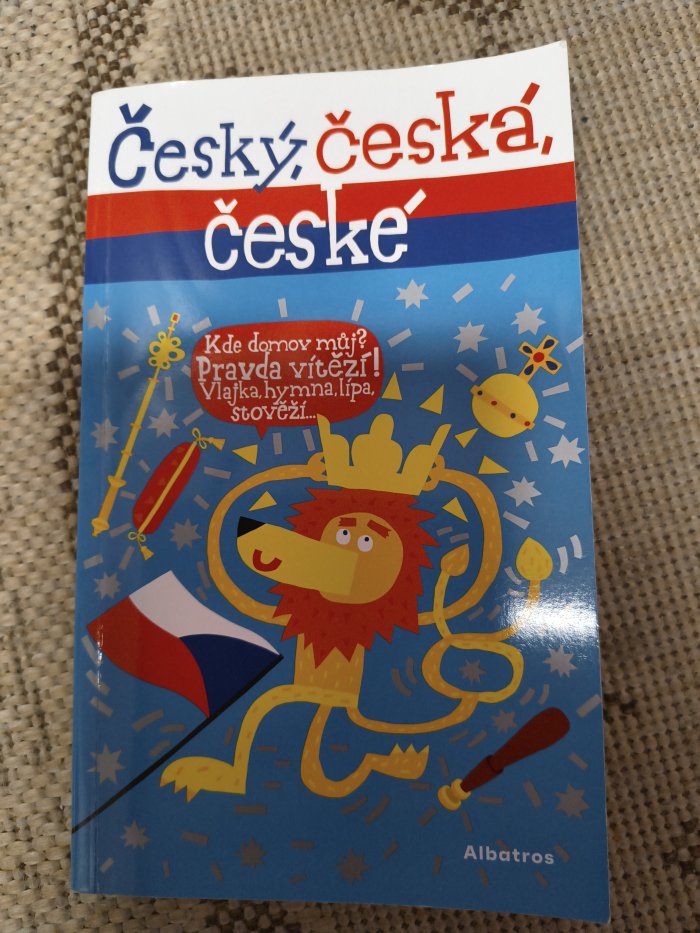 Český, česká,
české
Kde domov můj?
Pravda vítězí!
Vlajka, hymna, lípa,
stověží...
Albatros